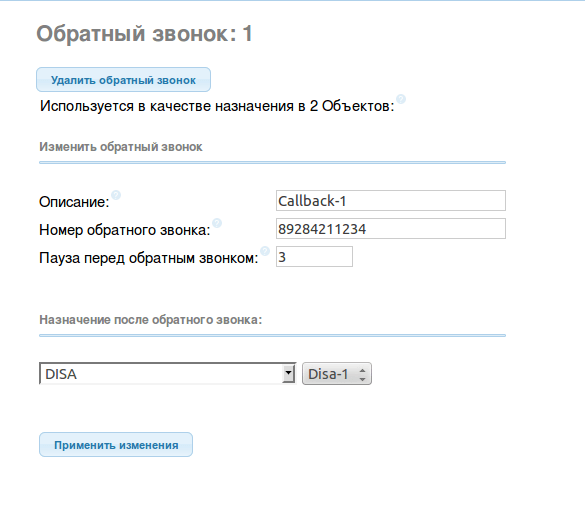 Обратный звонок: 1
Удалить обратный звонок
Используется в качестве назначения в 2 Объектов: ?
Изменить обратный звонок
Описание: ? Callback-1
Номер обратного звонка: ? 89284211234
Пауза перед обратным звонком: ? 3
Назначение после обратного звонка:
DISA Disa-1
Применить изменения